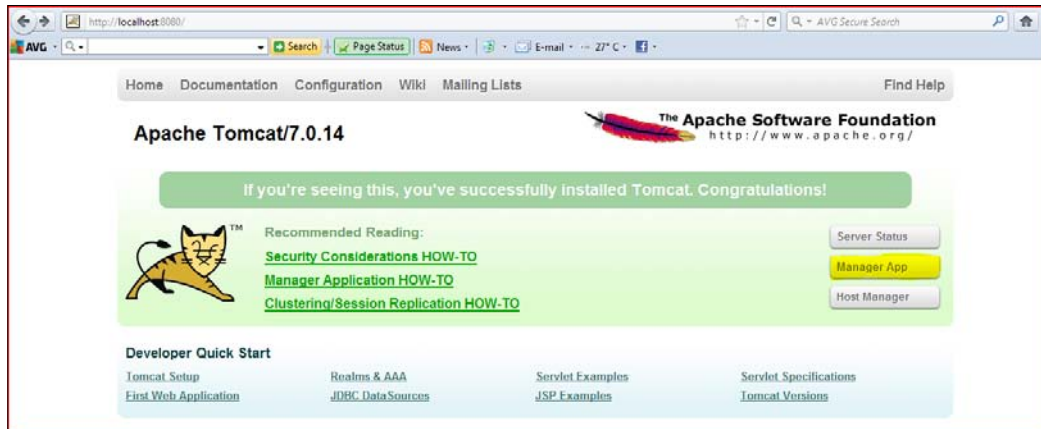 http://localhost:8080/
AVG Secure Search
AVG Search Page Status News E-mail 27° C
Home Documentation Configuration Wiki Mailing Lists Find Help
Apache Tomcat/7.0.14
The Apache Software Foundation
http://www.apache.org/
If you're seeing this, you've successfully installed Tomcat. Congratulations!
TM
Recommended Reading:
Security Considerations HOW-TO
Manager Application HOW-TO
Clustering/Session Replication HOW-TO
Server Status
Manager App
Host Manager
Developer Quick Start
Tomcat Setup Realms & AAA Servlet Examples Servlet Specifications
First Web Application JDBC DataSources JSP Examples Tomcat Versions